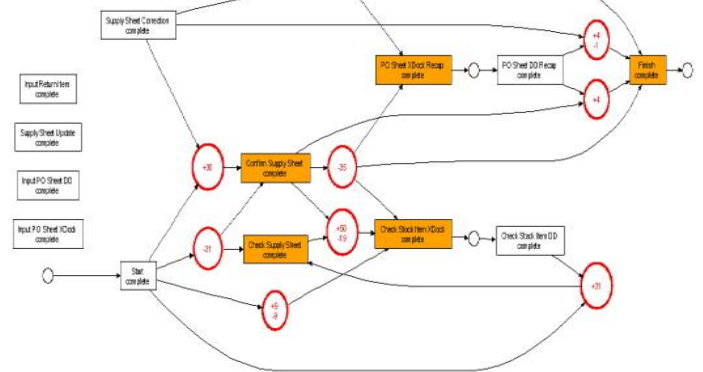 Supply Sheet Correction
complete
+4
-1
PO Sheet XDock Recap
complete
PO Sheet DD Recap
complete
Finish
complete
Input Return Item
complete
+4
Supply Sheet Update
complete
+30
Confirm Supply Sheet
complete
-35
Input PO Sheet DD
complete
Input PO Sheet XDock
complete
-31
Check Supply Sheet
complete
+50
-19
Check Stock Item XDock
complete
Check Stock Item DD
complete
Start
complete
+31
+9
-9